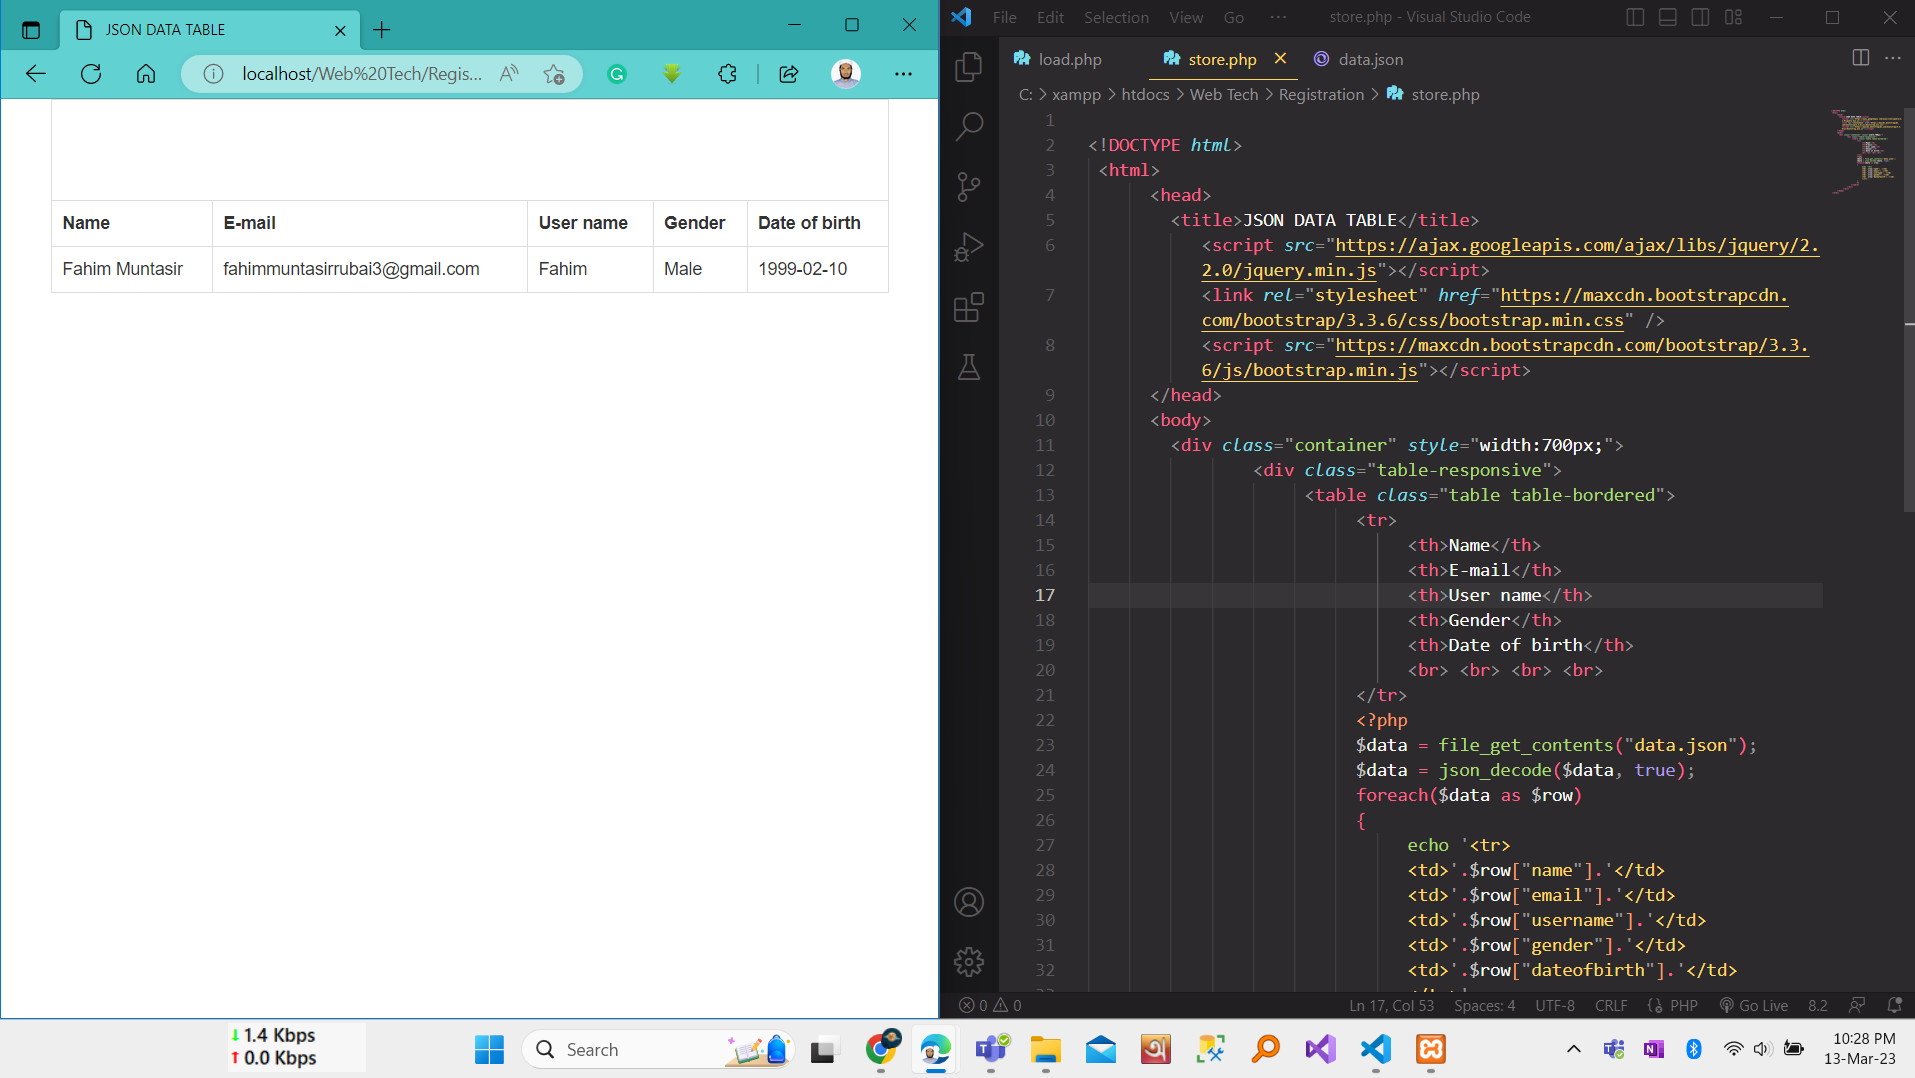 JSON DATA TABLE
localhost/Web%20Tech/Regis...
Name E-mail User name Gender Date of birth
Fahim Muntasir fahimmuntasirrubai3@gmail.com Fahim Male 1999-02-10
File Edit Selection View Go ··· store.php - Visual Studio Code
load.php store.php data.json
C: > xampp > htdocs > Web Tech > Registration > store.php
1
2 <!DOCTYPE html>
3 <html>
4 <head>
5 <title>JSON DATA TABLE</title>
6 <script src="https://ajax.googleapis.com/ajax/libs/jquery/2.
2.0/jquery.min.js"></script>
7 <link rel="stylesheet" href="https://maxcdn.bootstrapcdn.
com/bootstrap/3.3.6/css/bootstrap.min.css" />
8 <script src="https://maxcdn.bootstrapcdn.com/bootstrap/3.3.
6/js/bootstrap.min.js"></script>
9 </head>
10 <body>
11 <div class="container" style="width:700px;">
12 <div class="table-responsive">
13 <table class="table table-bordered">
14 <tr>
15 <th>Name</th>
16 <th>E-mail</th>
17 <th>User name</th>
18 <th>Gender</th>
19 <th>Date of birth</th>
20 <br> <br> <br> <br>
21 </tr>
22 <?php
23 $data = file_get_contents("data.json");
24 $data = json_decode($data, true);
25 foreach($data as $row)
26 {
27 echo '<tr>
28 <td>'.$row["name"].'</td>
29 <td>'.$row["email"].'</td>
30 <td>'.$row["username"].'</td>
31 <td>'.$row["gender"].'</td>
32 <td>'.$row["dateofbirth"].'</td>
0 0 Ln 17, Col 53 Spaces: 4 UTF-8 CRLF {} PHP Go Live 8.2
1.4 Kbps
0.0 Kbps
Search
10:28 PM
13-Mar-23